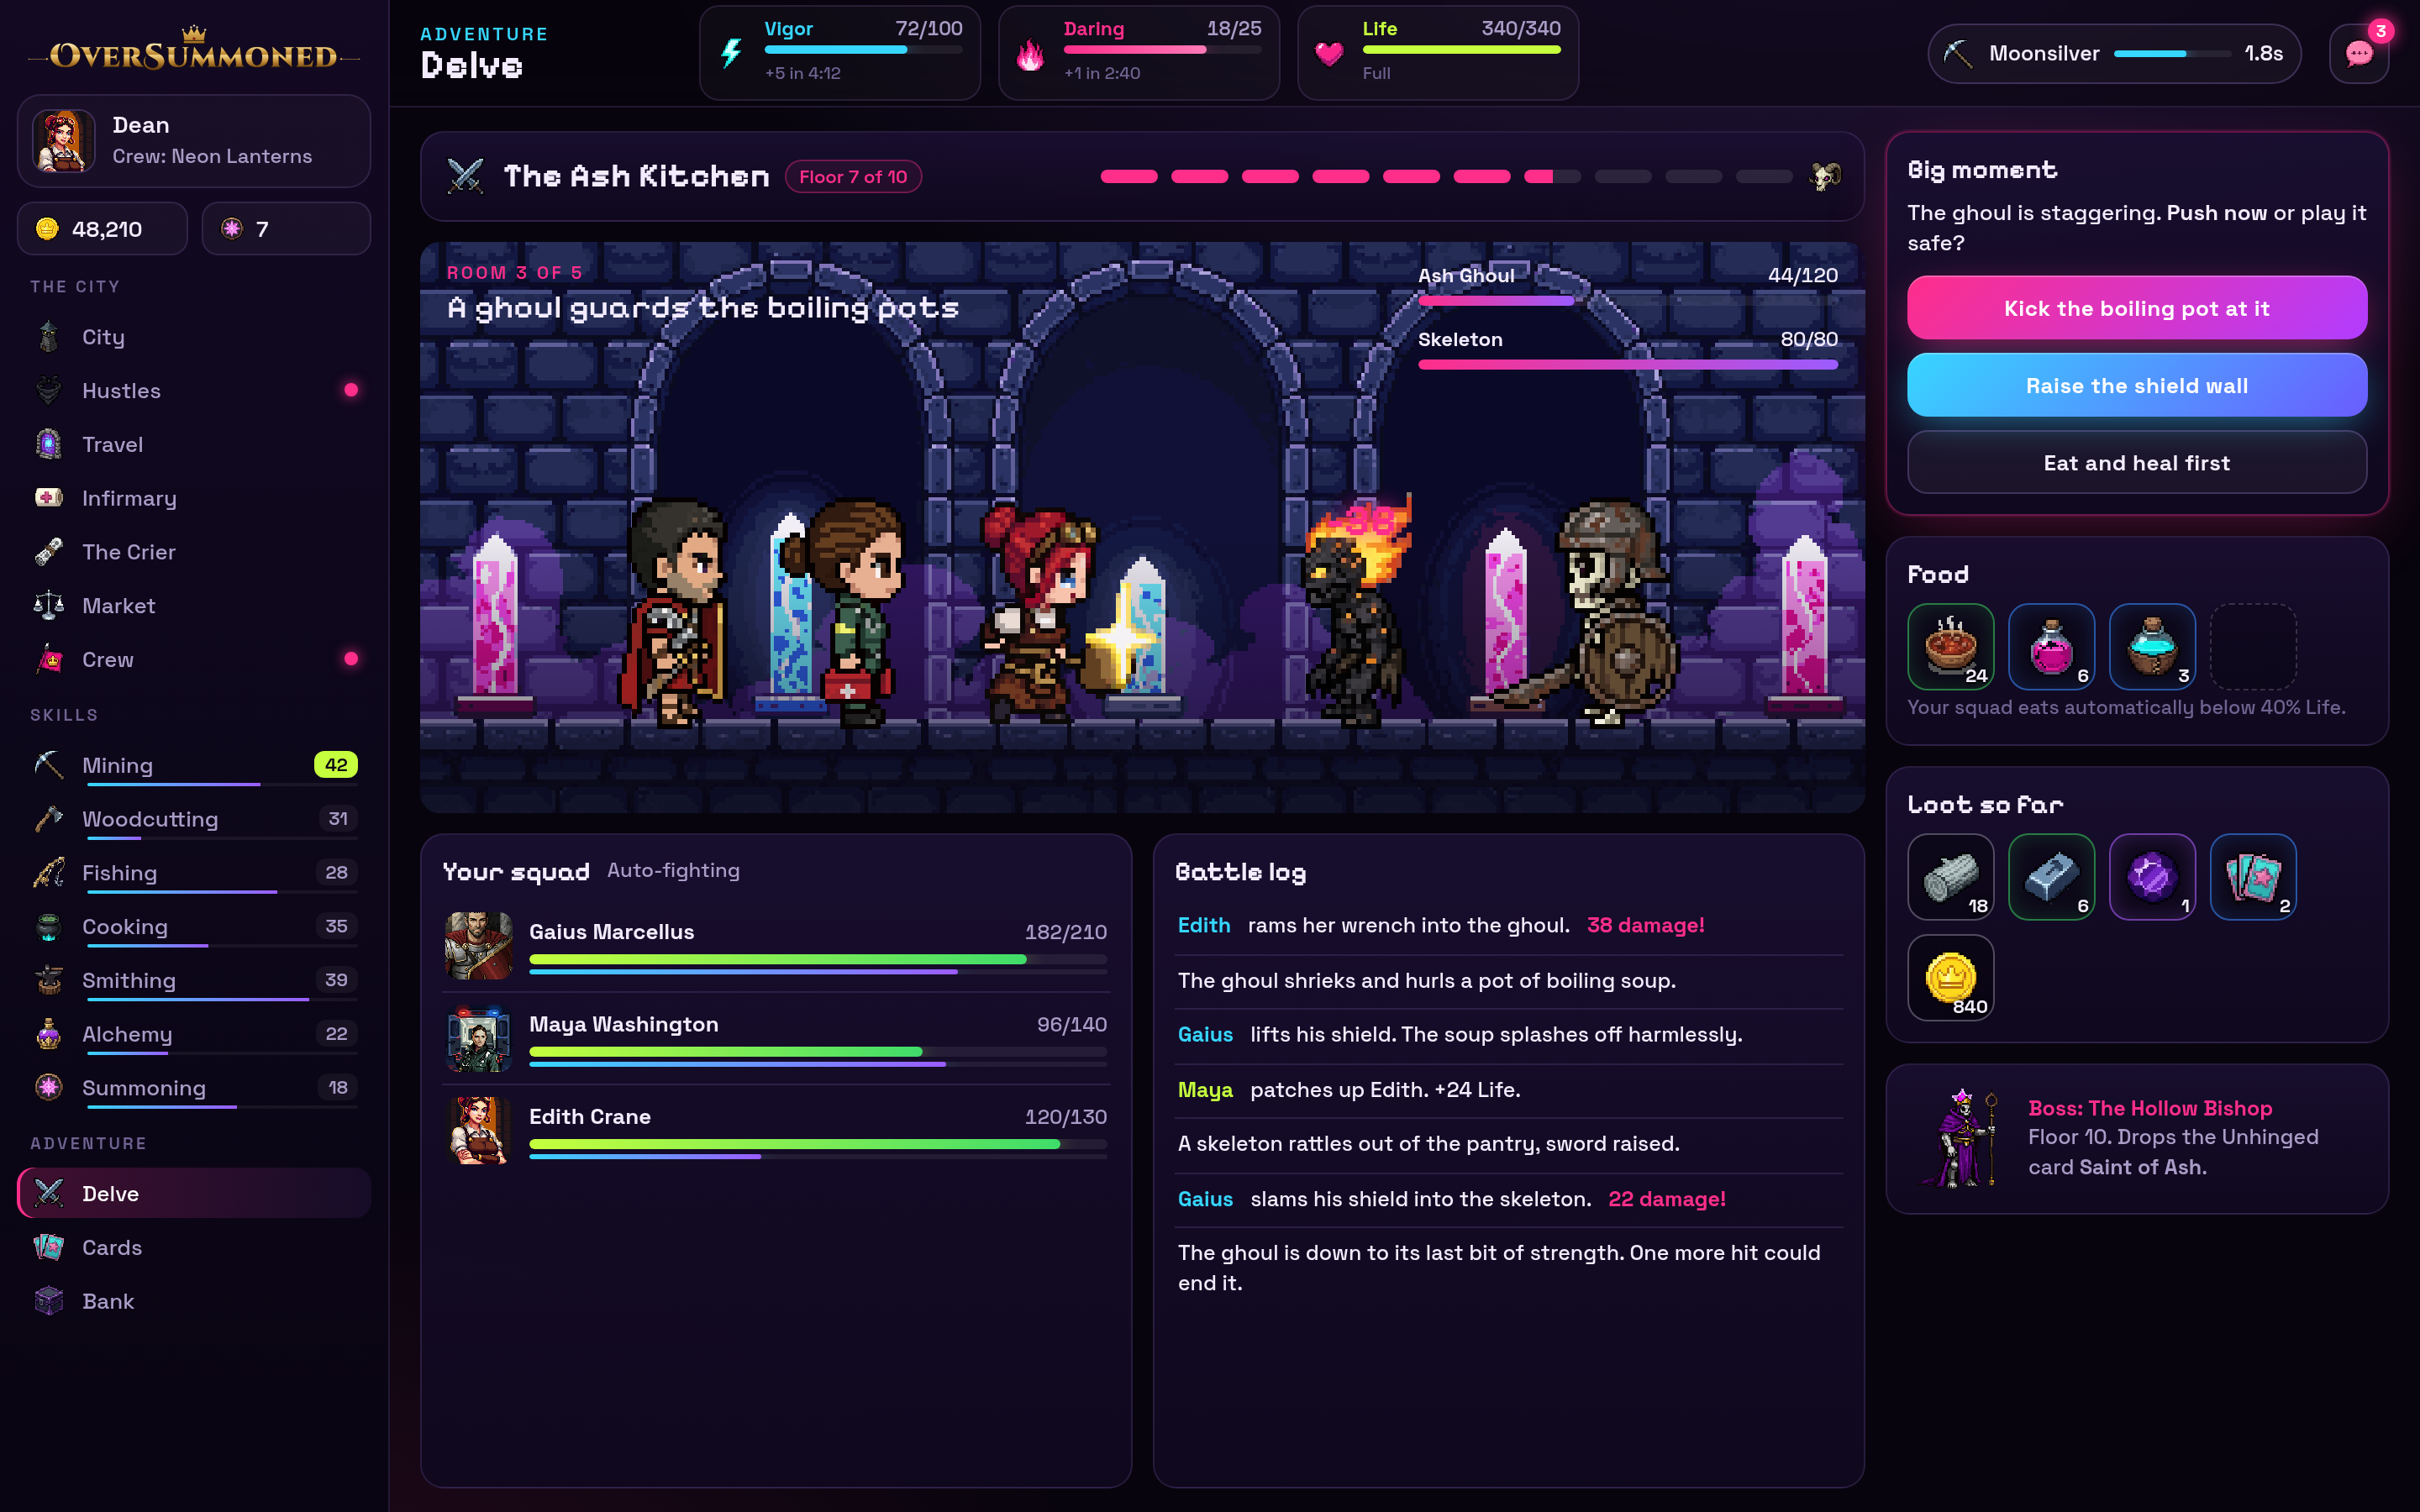 OVERSUMMONED
Dean
Crew: Neon Lanterns
48,210
7
THE CITY
City
Hustles
Travel
Infirmary
The Crier
Market
Crew
SKILLS
Mining 42
Woodcutting 31
Fishing 28
Cooking 35
Smithing 39
Alchemy 22
Summoning 18
ADVENTURE
Delve
Cards
Bank
ADVENTURE
Delve
Vigor 72/100
+5 in 4:12
Daring 18/25
+1 in 2:40
Life 340/340
Full
Moonsilver 1.8s
3
The Ash Kitchen Floor 7 of 10
ROOM 3 OF 5
A ghoul guards the boiling pots
Ash Ghoul 44/120
Skeleton 80/80
Your squad Auto-fighting
Gaius Marcellus 182/210
Maya Washington 96/140
Edith Crane 120/130
Battle log
Edith rams her wrench into the ghoul. 38 damage!
The ghoul shrieks and hurls a pot of boiling soup.
Gaius lifts his shield. The soup splashes off harmlessly.
Maya patches up Edith. +24 Life.
A skeleton rattles out of the pantry, sword raised.
Gaius slams his shield into the skeleton. 22 damage!
The ghoul is down to its last bit of strength. One more hit could
end it.
Big moment
The ghoul is staggering. Push now or play it
safe?
Kick the boiling pot at it
Raise the shield wall
Eat and heal first
Food
24 6 3
Your squad eats automatically below 40% Life.
Loot so far
18 6 1 2
840
Boss: The Hollow Bishop
Floor 10. Drops the Unhinged
card Saint of Ash.